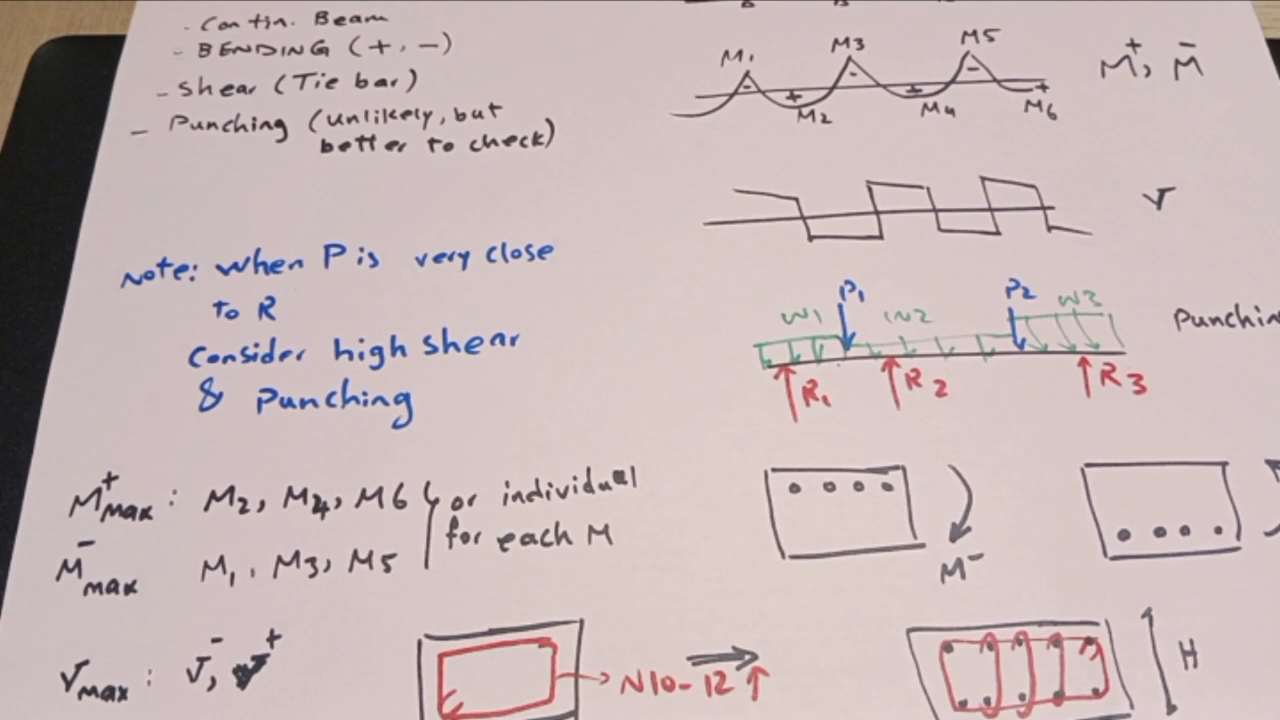 - Contin. Beam
- BENDING (+, -)
- Shear (Tie bar)
- Punching (unlikely, but
better to check)
M1 M3 M5
- - -
+ + +
M2 M4 M6
M+, M-
V
Note: when P is very close
to R
Consider high shear
& Punching
P1 P2
W1 W2 W3
R1 R2 R3
M+max : M2, M4, M6 or individual
for each M
M-max M1, M3, M5
M-
Vmax : V-, V+
N10-12
H